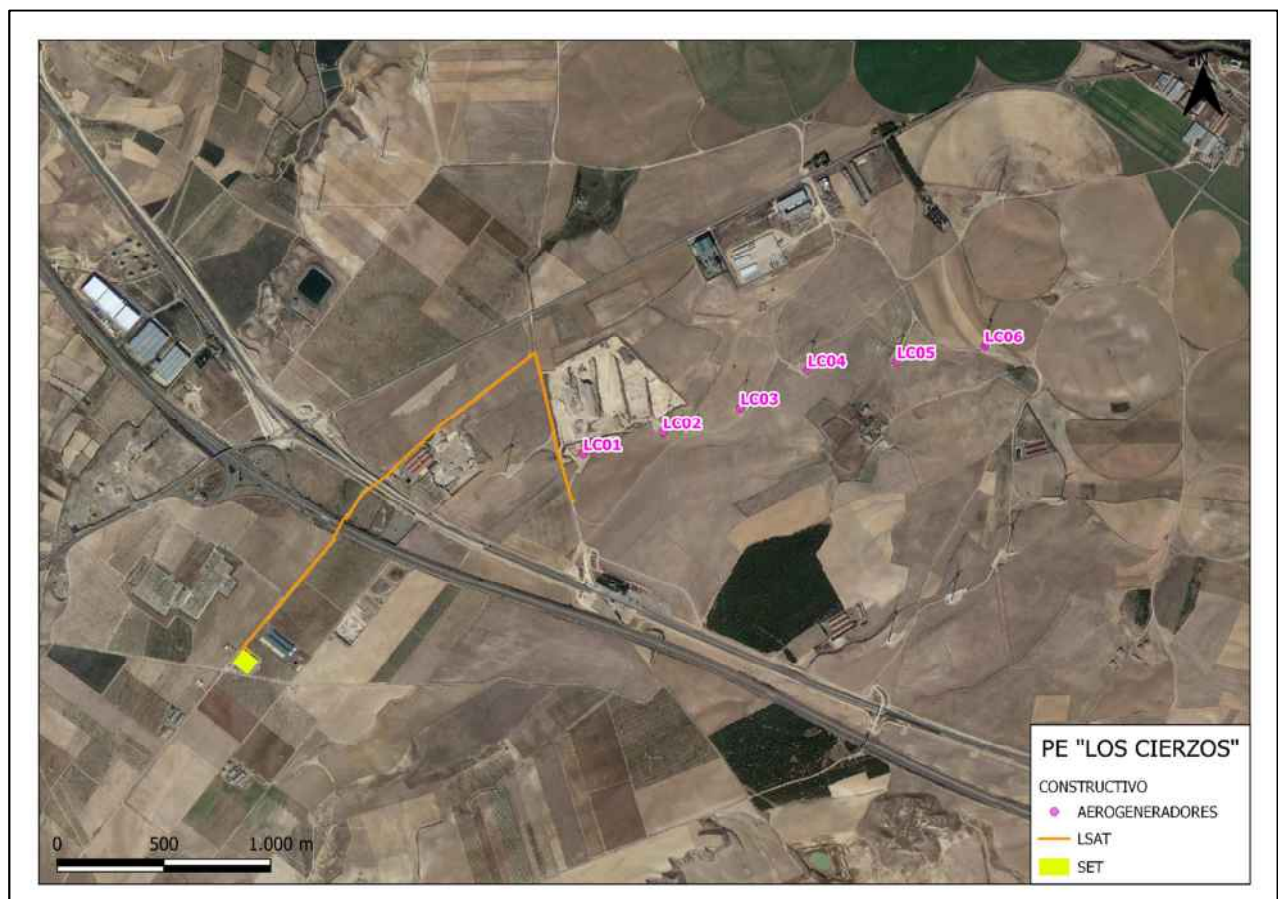 LC06
LC05
LC04
LC03
LC02
LC01
PE "LOS CIERZOS"
CONSTRUCTIVO
AEROGENERADORES
LSAT
SET
0 500 1.000 m